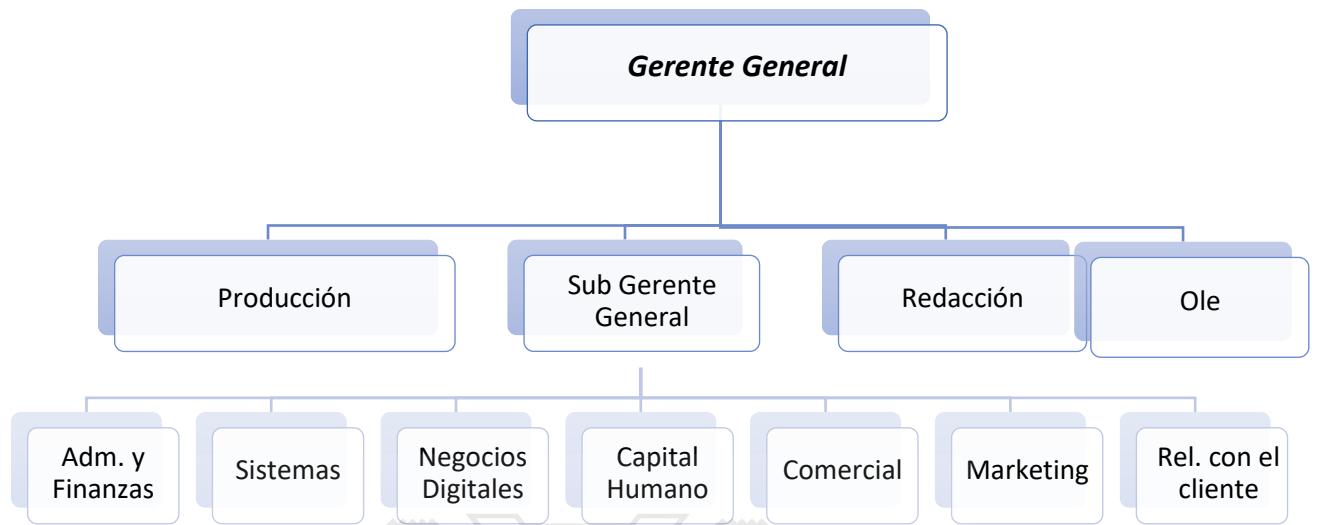 Gerente General
Producción
Sub Gerente
General
Redacción
Ole
Adm. y
Finanzas
Sistemas
Negocios
Digitales
Capital
Humano
Comercial
Marketing
Rel. con el
cliente